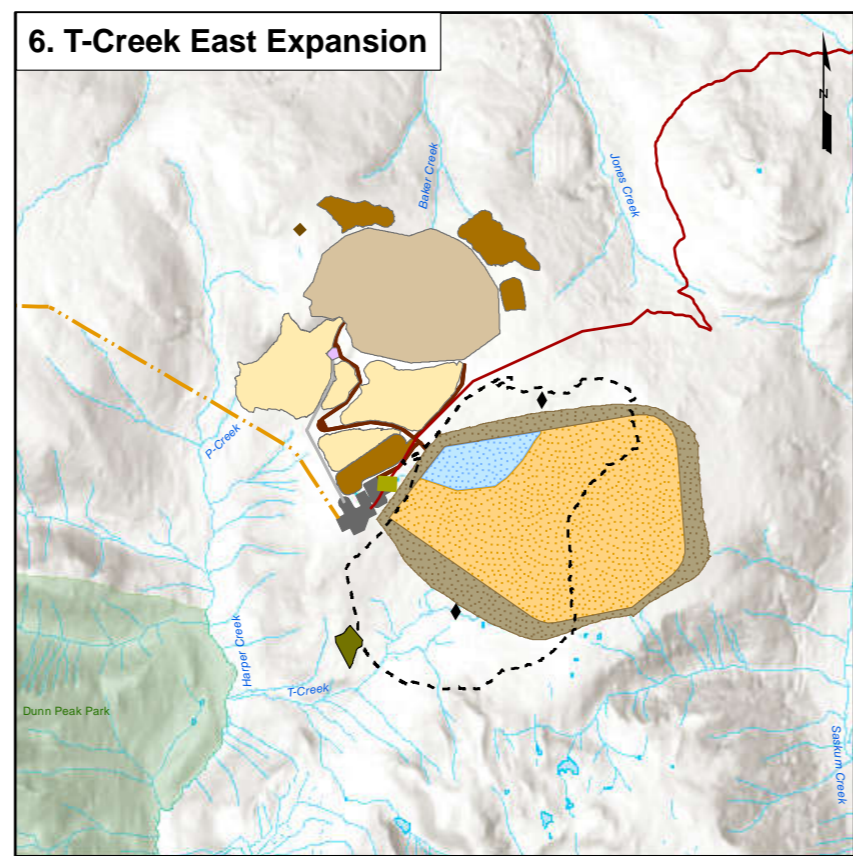 6. T-Creek East Expansion
N
Baker Creek
Jones Creek
P-Creek
Harper Creek
T-Creek
Dunn Peak Park
Saskum Creek